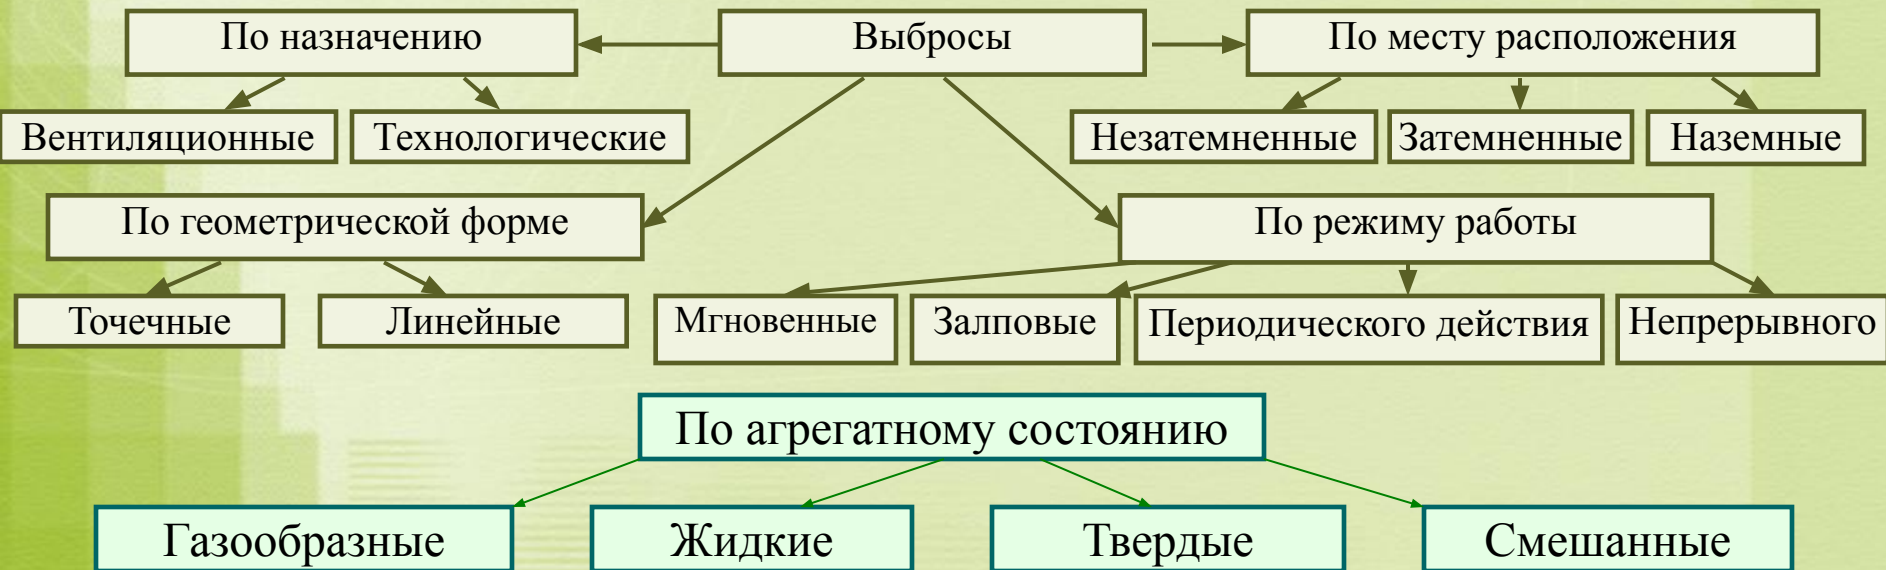 По назначению
Выбросы
По месту расположения
Вентиляционные
Технологические
Незатемненные
Затемненные
Наземные
По геометрической форме
По режиму работы
Точечные
Линейные
Мгновенные
Залповые
Периодического действия
Непрерывного
По агрегатному состоянию
Газообразные
Жидкие
Твердые
Смешанные